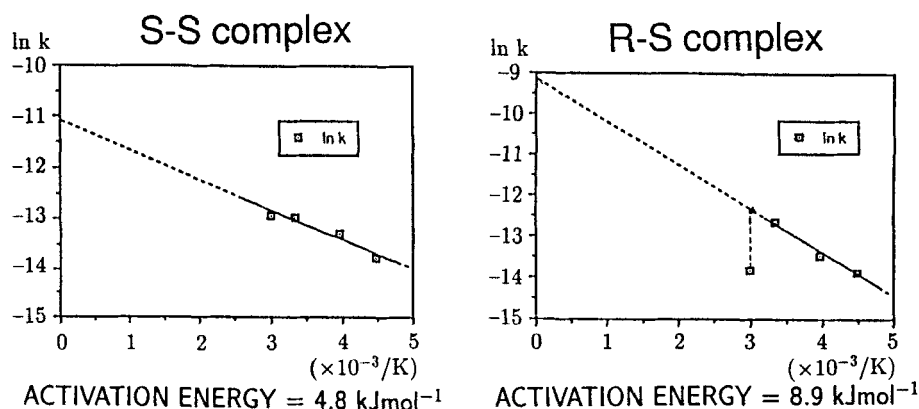 S-S complex
ln k
-10
-11
-12
-13
-14
-15
ln k
0 1 2 3 4 5
(×10⁻³/K)
ACTIVATION ENERGY = 4.8 kJmol⁻¹
R-S complex
ln k
-9
-10
-11
-12
-13
-14
-15
ln k
0 1 2 3 4 5
(×10⁻³/K)
ACTIVATION ENERGY = 8.9 kJmol⁻¹